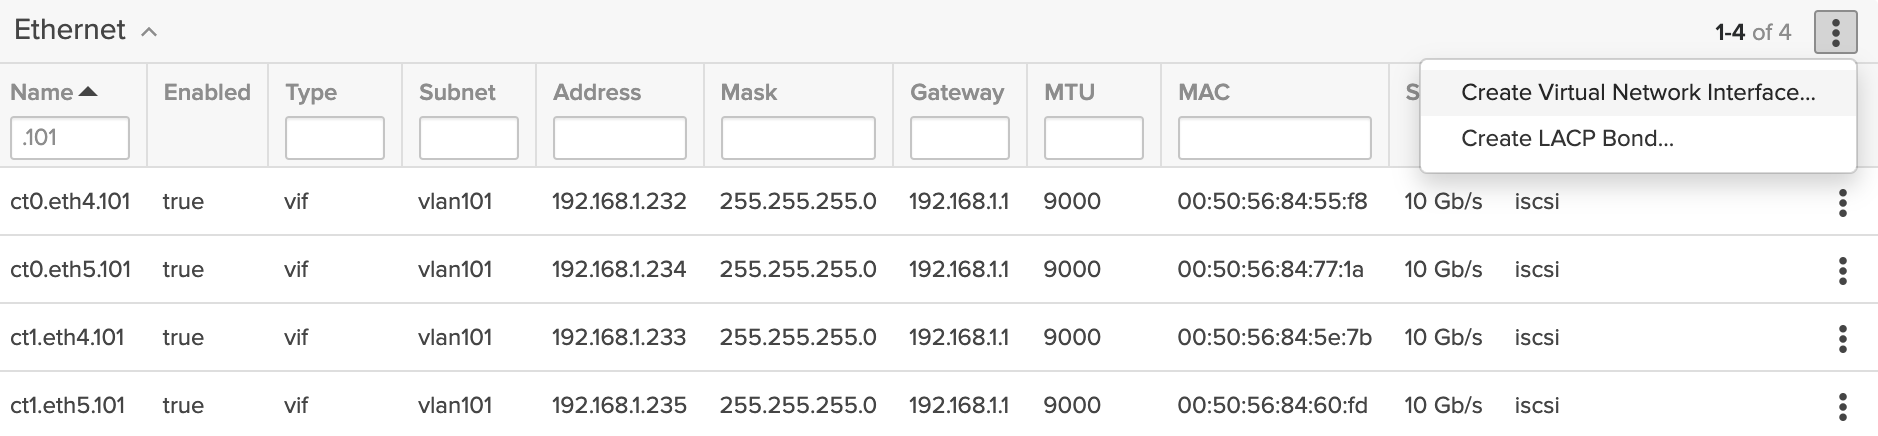 Ethernet
1-4 of 4
Name Enabled Type Subnet Address Mask Gateway MTU MAC S
.101
Create Virtual Network Interface...
Create LACP Bond...
ct0.eth4.101 true vif vlan101 192.168.1.232 255.255.255.0 192.168.1.1 9000 00:50:56:84:55:f8 10 Gb/s iscsi
ct0.eth5.101 true vif vlan101 192.168.1.234 255.255.255.0 192.168.1.1 9000 00:50:56:84:77:1a 10 Gb/s iscsi
ct1.eth4.101 true vif vlan101 192.168.1.233 255.255.255.0 192.168.1.1 9000 00:50:56:84:5e:7b 10 Gb/s iscsi
ct1.eth5.101 true vif vlan101 192.168.1.235 255.255.255.0 192.168.1.1 9000 00:50:56:84:60:fd 10 Gb/s iscsi